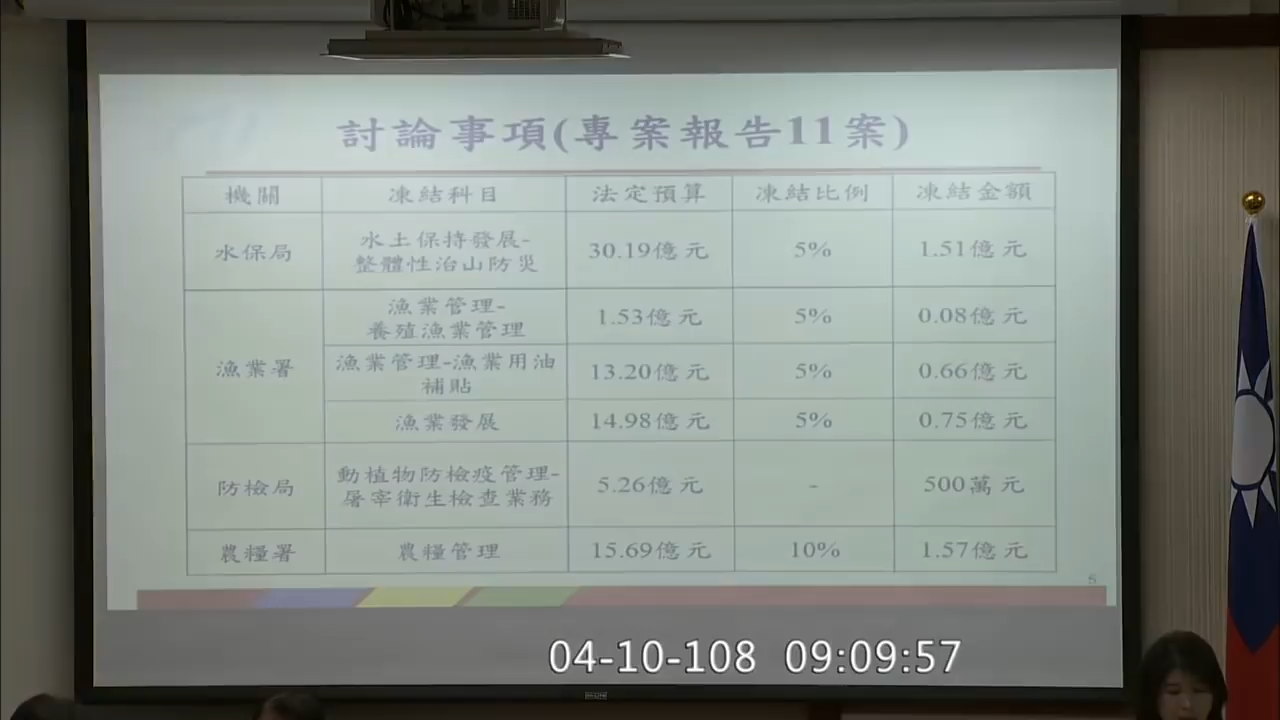 討論事項(專案報告11案)
機關 凍結科目 法定預算 凍結比例 凍結金額
水保局 水土保持發展-整體性治山防災 30.19億元 5% 1.51億元
漁業署 漁業管理-養殖漁業管理 1.53億元 5% 0.08億元
漁業管理-漁業用油補貼 13.20億元 5% 0.66億元
漁業發展 14.98億元 5% 0.75億元
防檢局 動植物防檢疫管理-屠宰衛生檢查業務 5.26億元 - 500萬元
農糧署 農糧管理 15.69億元 10% 1.57億元
5
04-10-108 09:09:57